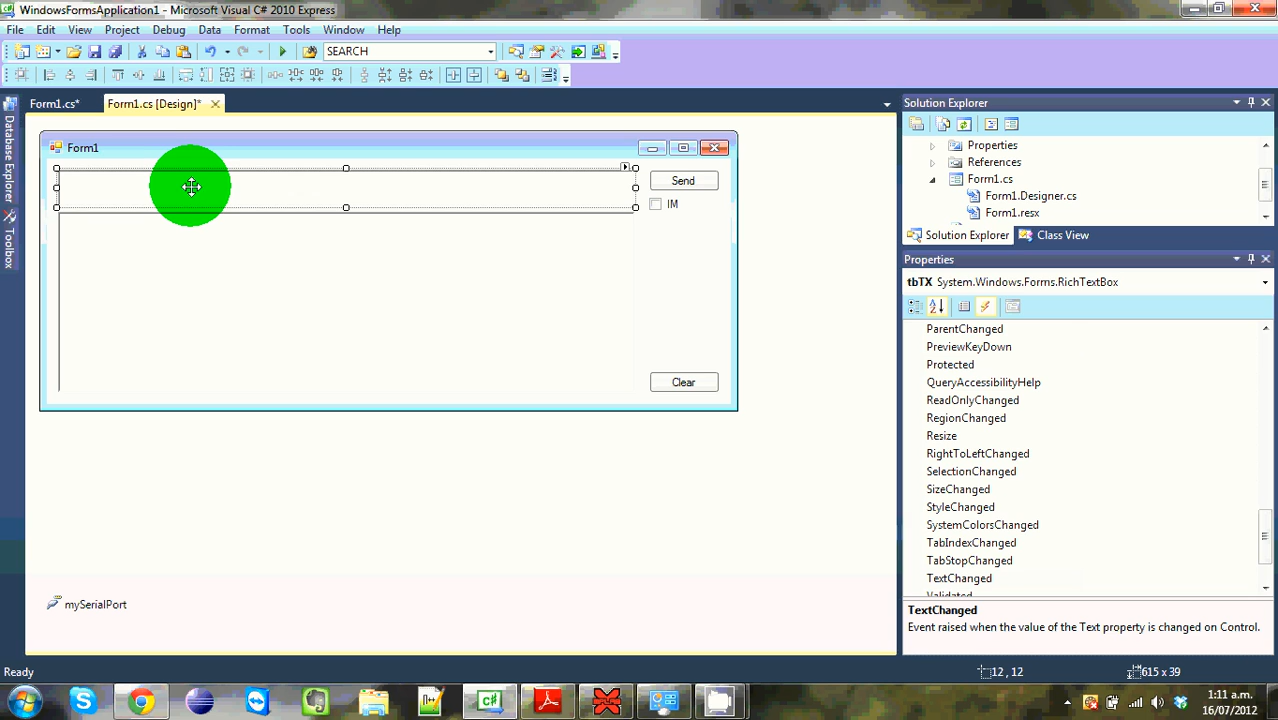 WindowsFormsApplication1 - Microsoft Visual C# 2010 Express
File Edit View Project Debug Data Format Tools Window Help
SEARCH
Form1.cs*
Form1.cs [Design]*
Database Explorer
Toolbox
Form1
Send
IM
Clear
mySerialPort
Solution Explorer
Properties
References
Form1.cs
Form1.Designer.cs
Form1.resx
Solution Explorer
Class View
Properties
tbTX System.Windows.Forms.RichTextBox
ParentChanged
PreviewKeyDown
Protected
QueryAccessibilityHelp
ReadOnlyChanged
RegionChanged
Resize
RightToLeftChanged
SelectionChanged
SizeChanged
StyleChanged
SystemColorsChanged
TabIndexChanged
TabStopChanged
TextChanged
Validated
TextChanged
Event raised when the value of the Text property is changed on Control.
Ready
12 , 12
615 x 39
1:11 a.m.
16/07/2012